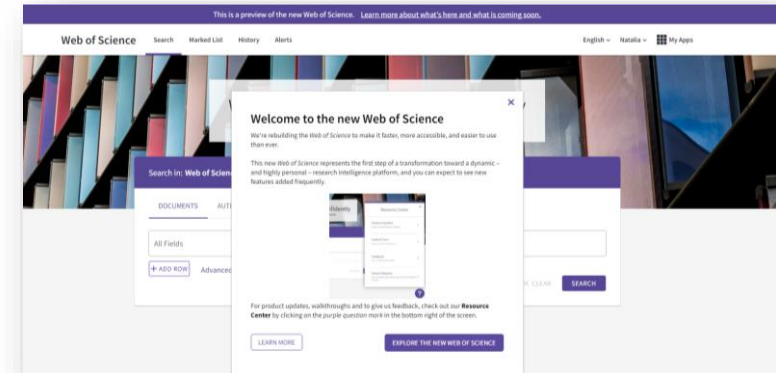 This is a preview of the new Web of Science. Learn more about what's here and what is coming soon.
Web of Science Search Marked List History Alerts English Natalia My Apps
Welcome to the new Web of Science
We're rebuilding the Web of Science to make it faster, more accessible, and easier to use
than ever.
This new Web of Science represents the first step of a transformation toward a dynamic –
and highly personal – research intelligence platform, and you can expect to see new
features added frequently.
Search in: Web of Scien
DOCUMENTS AUT
All Fields
+ ADD ROW Advanced
CLEAR SEARCH
Resource Center
For product updates, walkthroughs and to give us feedback, check out our Resource
Center by clicking on the purple question mark in the bottom right of the screen.
LEARN MORE EXPLORE THE NEW WEB OF SCIENCE